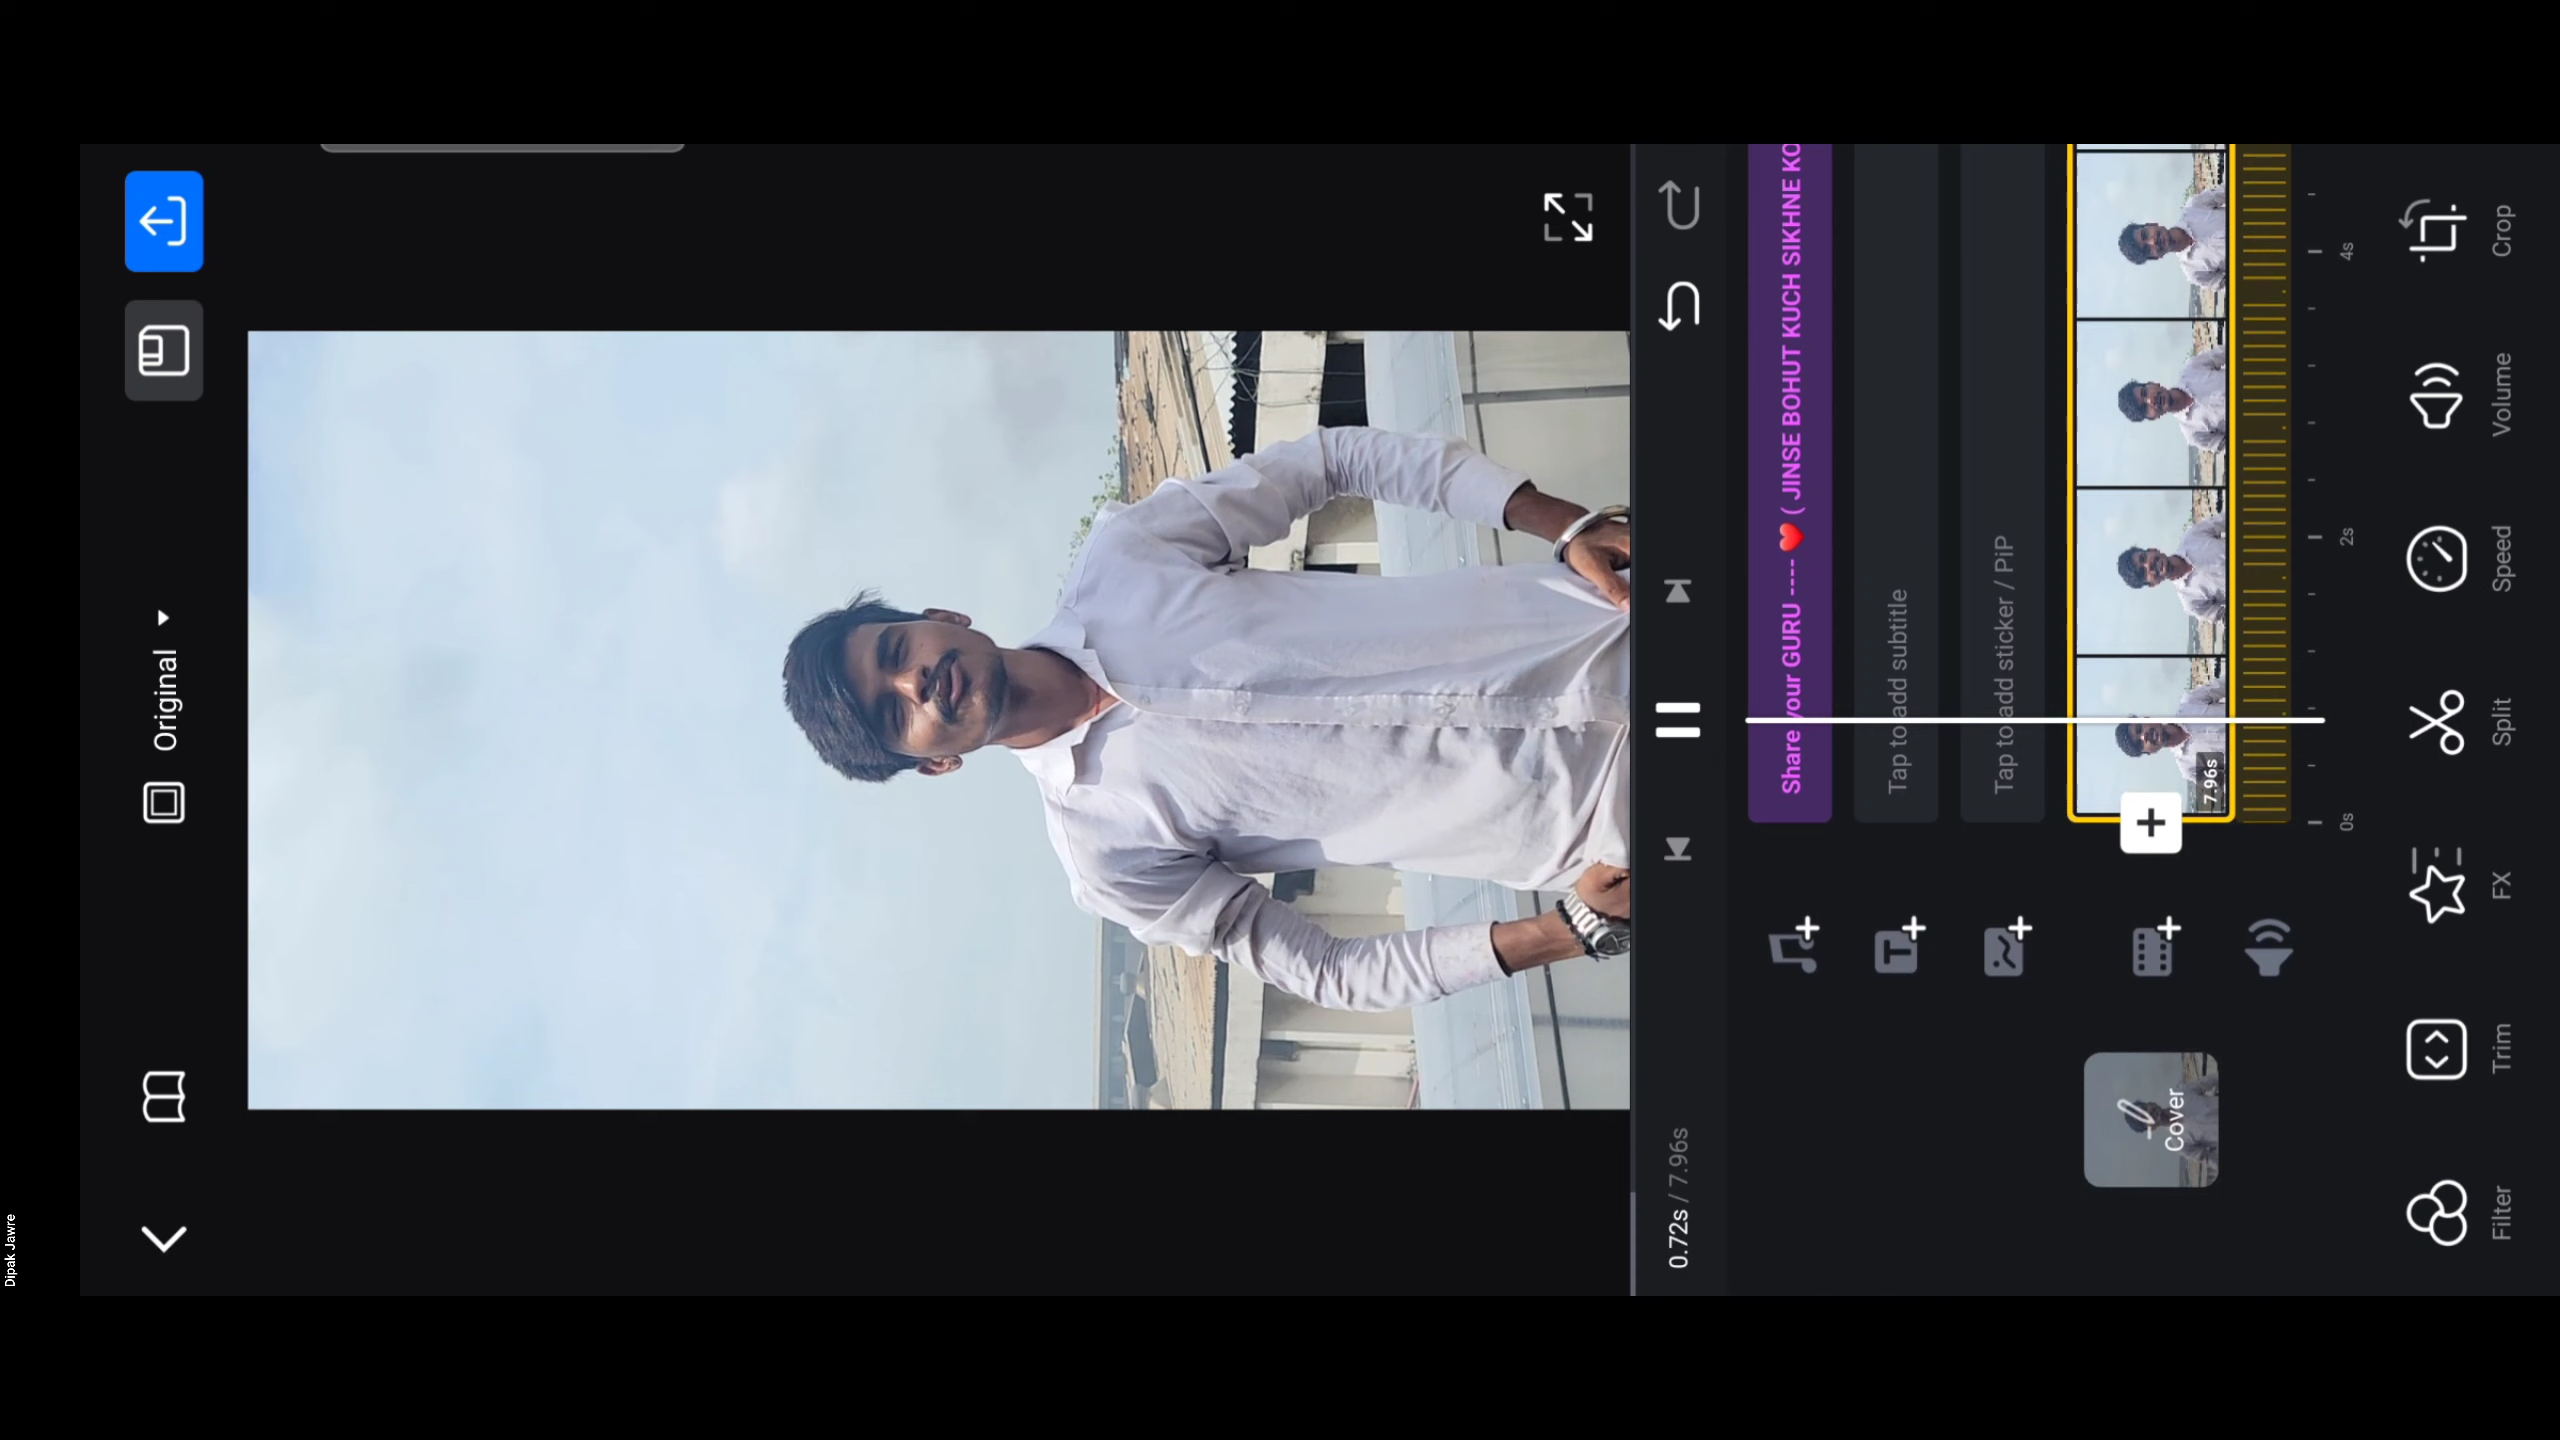 Original
0.72s / 7.96s
Share your GURU ---- ❤️ ( JINSE BOHUT KUCH SIKHNE KO
Tap to add subtitle
Tap to add sticker / PiP
Cover
7.96s
0s
2s
4s
Filter
Trim
FX
Split
Speed
Volume
Crop
Dipak Jawre